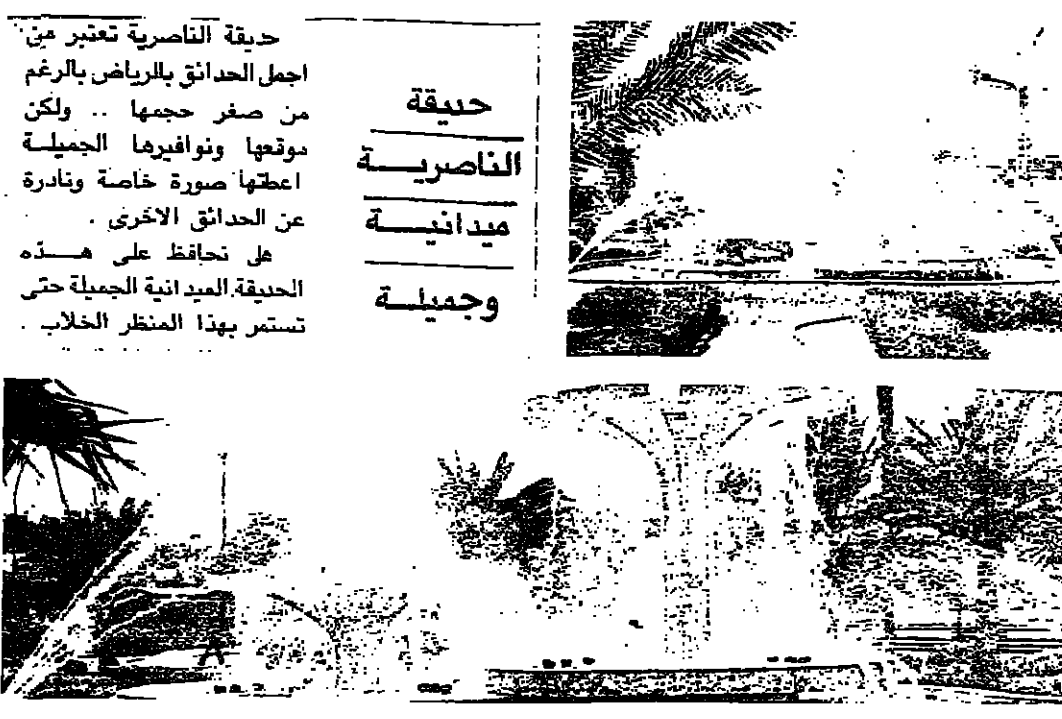 حديقة
الناصرية
ميدانية
وجميلة
حديقة الناصرية تعتبر من
اجمل الحدائق بالرياض بالرغم
من صغر حجمها .. ولكن
موقعها ونوافيرها الجميلة
اعطتها صورة خاصة ونادرة
عن الحدائق الاخرى .
هل نحافظ على هذه
الحديقة الميدانية الجميلة حتى
تستمر بهذا المنظر الخلاب .